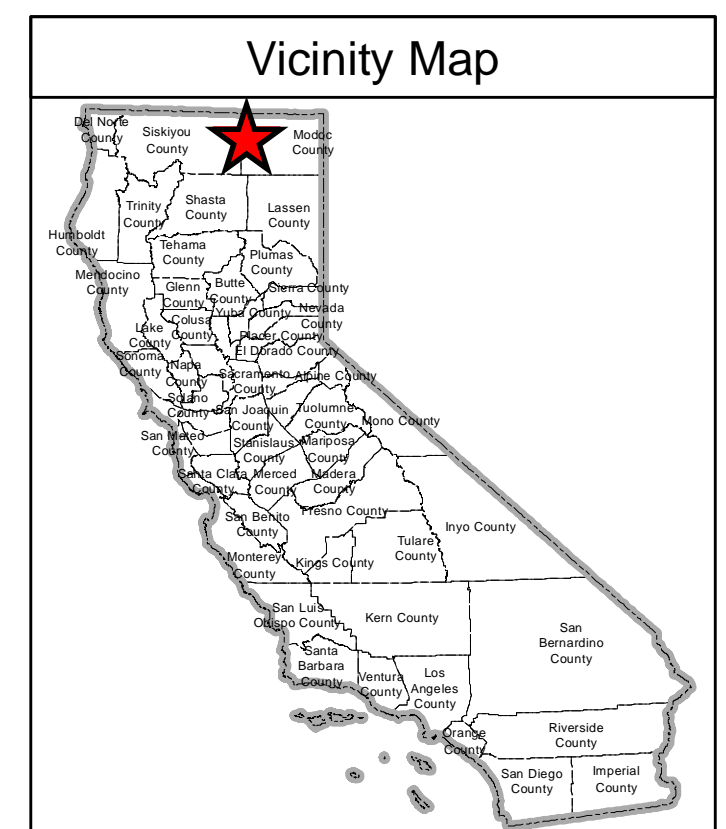 Vicinity Map
Del Norte
County
Siskiyou
County
Modoc
County
Trinity
County
Shasta
County
Lassen
County
Humboldt
County
Tehama
County
Plumas
County
Mendocino
County
Glenn
County
Butte
County
Sierra County
Colusa
County
Yuba County
Nevada
County
Lake
County
Placer County
El Dorado County
Sonoma
County
Napa
County
Sacramento
County
Alpine County
Solano
County
San Joaquin
County
Tuolumne
County
Mono County
San Mateo
County
Stanislaus
County
Mariposa
County
Santa Clara
County
Merced
County
Madera
County
Fresno County
San Benito
County
Inyo County
Tulare
County
Monterey
County
Kings County
San Luis
Obispo County
Kern County
San
Bernardino
County
Santa
Barbara
County
Ventura
County
Los
Angeles
County
Orange
County
Riverside
County
San Diego
County
Imperial
County